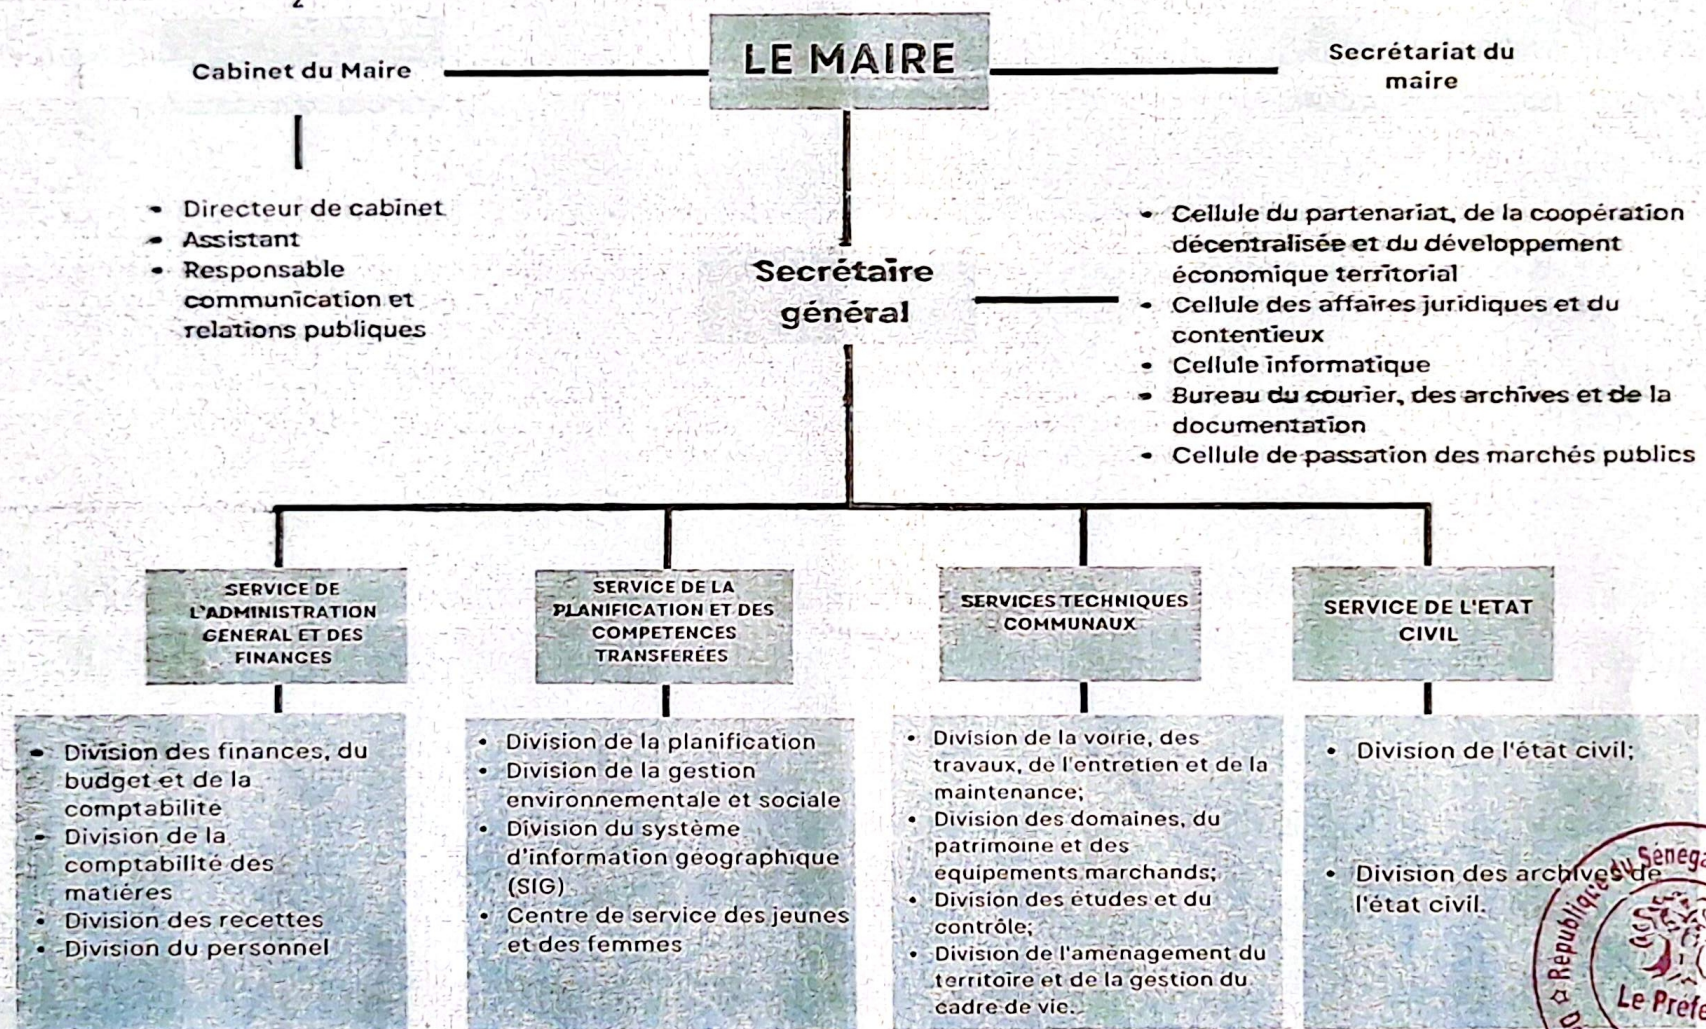 LE MAIRE
Cabinet du Maire
Secrétariat du
maire
• Directeur de cabinet
• Assistant
• Responsable
communication et
relations publiques
Secrétaire
général
• Cellule du partenariat, de la coopération
décentralisée et du développement
économique territorial
• Cellule des affaires juridiques et du
contentieux
• Cellule informatique
• Bureau du courier, des archives et de la
documentation
• Cellule de passation des marchés publics
SERVICE DE
L'ADMINISTRATION
GENERAL ET DES
FINANCES
• Division des finances, du
budget et de la
comptabilité
• Division de la
comptabilité des
matiéres
• Division des recettes
• Division du personnel
SERVICE DE LA
PLANIFICATION ET DES
COMPETENCES
TRANSFEREES
• Division de la planification
• Division de la gestion
environnementale et sociale
• Division du système
d'information géographique
(SIG)
• Centre de service des jeunes
et des femmes
SERVICES TECHNIQUES
COMMUNAUX
• Division de la voirie, des
travaux, de l'entretien et de la
maintenance;
• Division des domaines, du
patrimoine et des
équipements marchands;
• Division des études et du
contrôle;
• Division de l'aménagement du
territoire et de la gestion du
cadre de vie.
SERVICE DE L'ETAT
CIVIL
• Division de l'état civil;
• Division des archives de
l'état civil.
République du Sénéga
Le Préfe